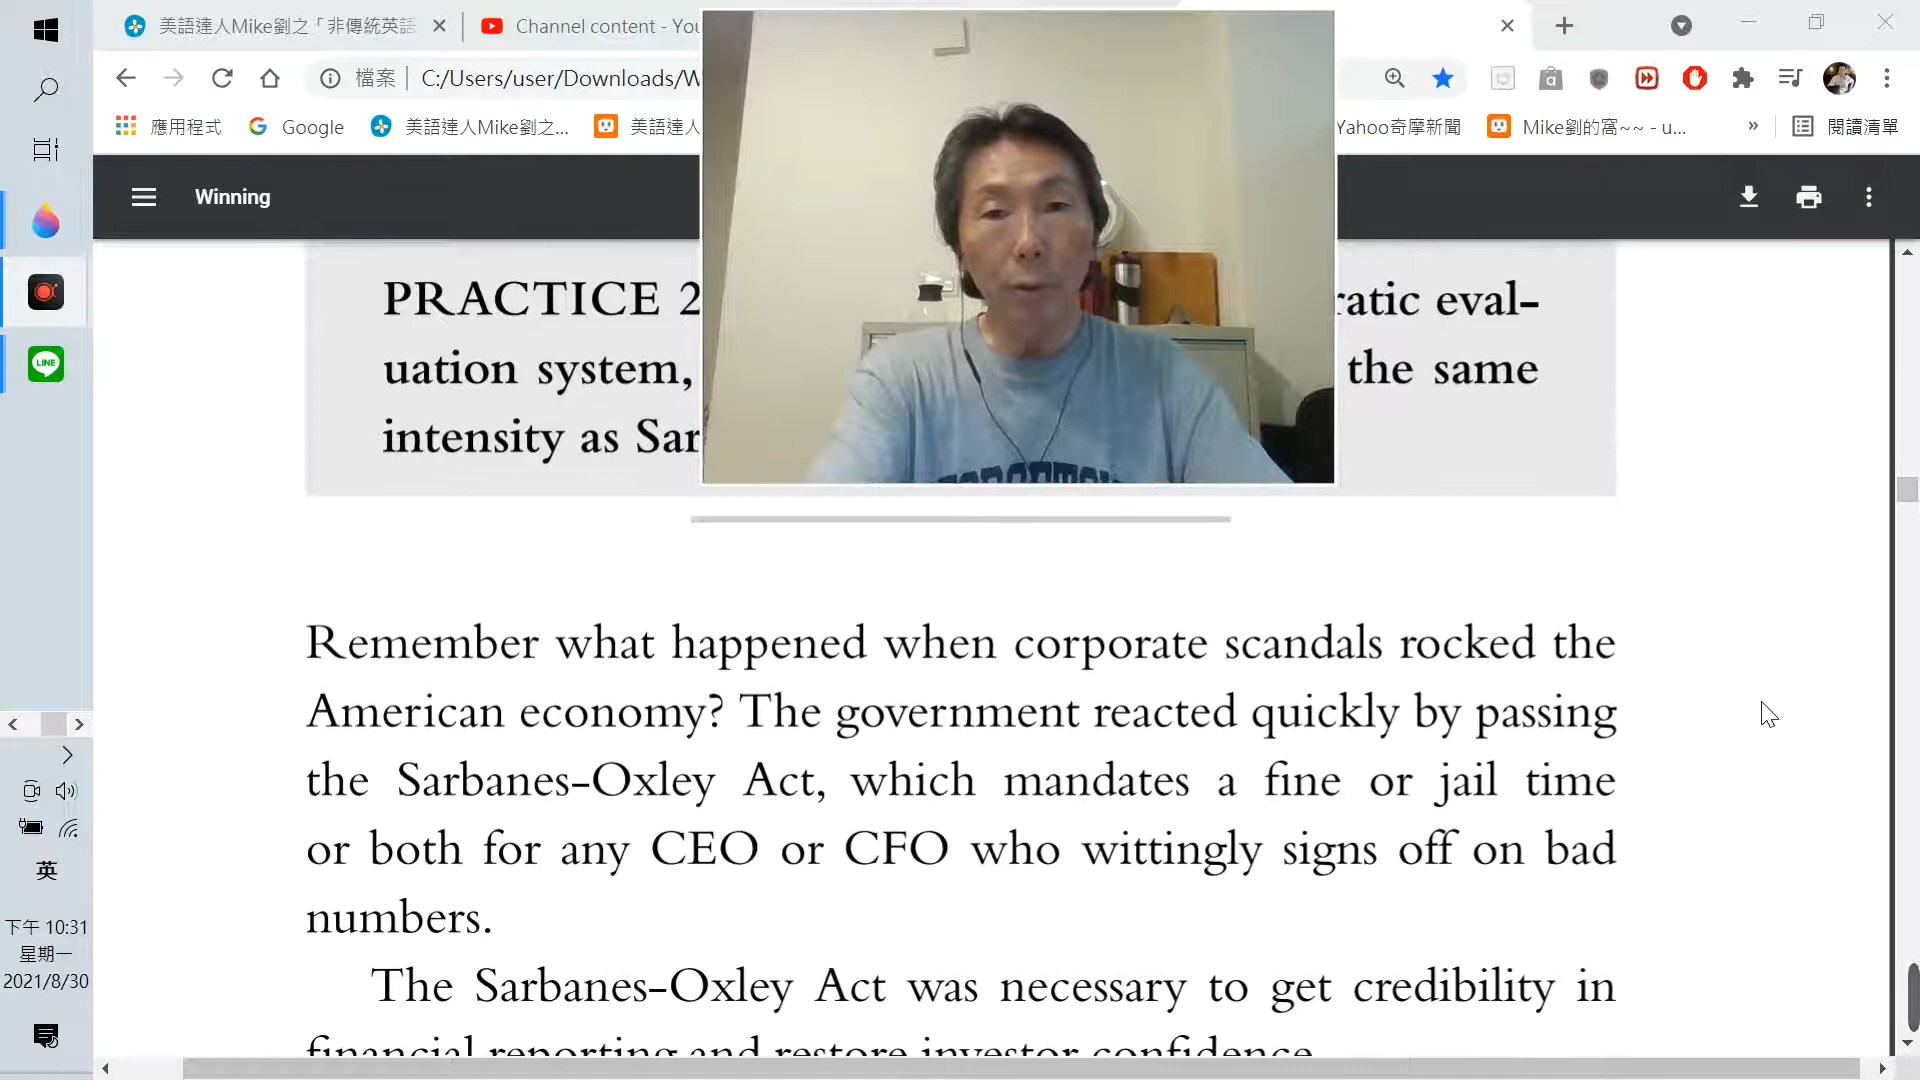 美語達人Mike劉之「非傳統英語
Channel content - You
檔案
C:/Users/user/Downloads/W
應用程式
Google
美語達人Mike劉之...
美語達人
Yahoo奇摩新聞
Mike劉的窩~~ - u...
»
閱讀清單
Winning
PRACTICE 2
ratic eval-
uation system,
the same
intensity as Sar
Remember what happened when corporate scandals rocked the
American economy? The government reacted quickly by passing
the Sarbanes-Oxley Act, which mandates a fine or jail time
or both for any CEO or CFO who wittingly signs off on bad
numbers.
The Sarbanes-Oxley Act was necessary to get credibility in
financial reporting and restore investor confidence.
LINE
英
下午 10:31
星期一
2021/8/30